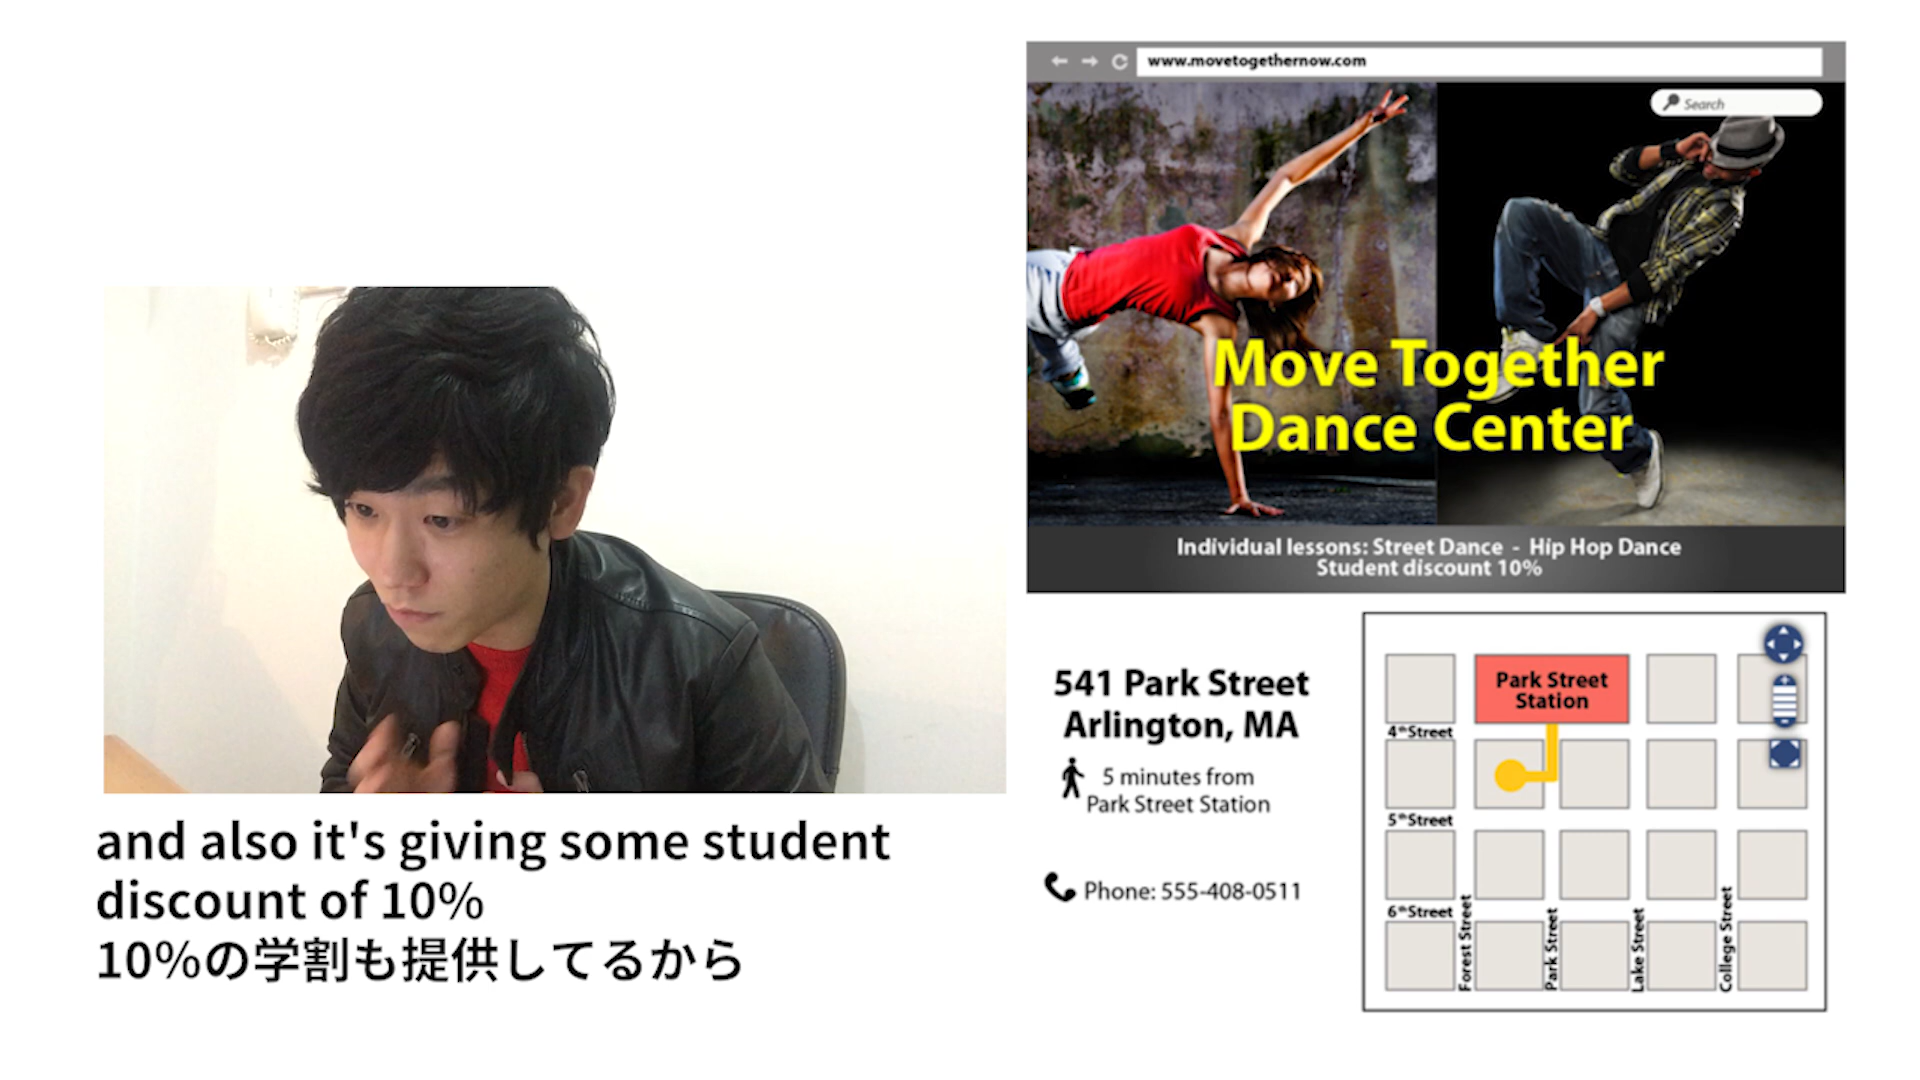 www.movetogethernow.com
Search
Move Together
Dance Center
Individual lessons: Street Dance - Hip Hop Dance
Student discount 10%
541 Park Street
Arlington, MA
5 minutes from
Park Street Station
Phone: 555-408-0511
Park Street
Station
4th Street
5th Street
6th Street
Forest Street
Park Street
Lake Street
College Street
and also it's giving some student
discount of 10%
10%の学割も提供してるから